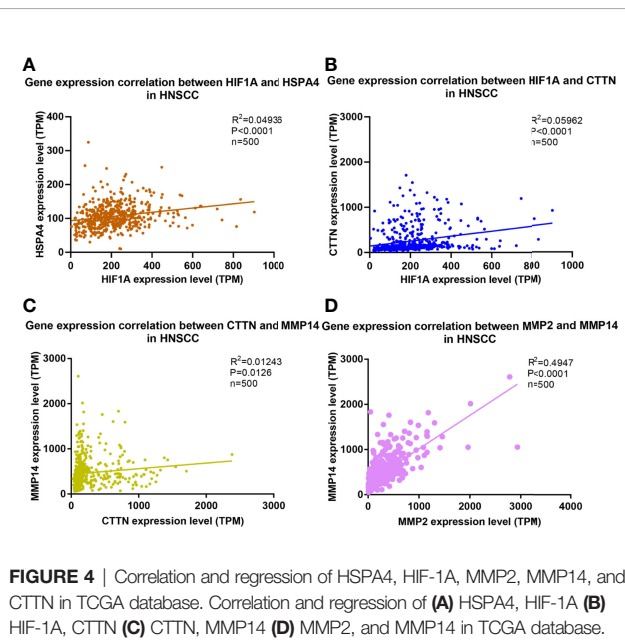 A
Gene expression correlation between HIF1A and HSPA4
in HNSCC
R²=0.04936
P<0.0001
n=500
HSPA4 expression level (TPM)
400
300
200
100
0
0 200 400 600 800 1000
HIF1A expression level (TPM)
B
Gene expression correlation between HIF1A and CTTN
in HNSCC
R²=0.05962
P<0.0001
n=500
CTTN expression level (TPM)
3000
2000
1000
0
0 200 400 600 800 1000
HIF1A expression level (TPM)
C
Gene expression correlation between CTTN and MMP14
in HNSCC
R²=0.01243
P=0.0126
n=500
MMP14 expression level (TPM)
3000
2000
1000
0
0 1000 2000 3000
CTTN expression level (TPM)
D
Gene expression correlation between MMP2 and MMP14
in HNSCC
R²=0.4947
P<0.0001
n=500
MMP14 expression level (TPM)
3000
2000
1000
0
0 1000 2000 3000 4000
MMP2 expression level (TPM)
FIGURE 4 | Correlation and regression of HSPA4, HIF-1A, MMP2, MMP14, and
CTTN in TCGA database. Correlation and regression of (A) HSPA4, HIF-1A (B)
HIF-1A, CTTN (C) CTTN, MMP14 (D) MMP2, and MMP14 in TCGA database.